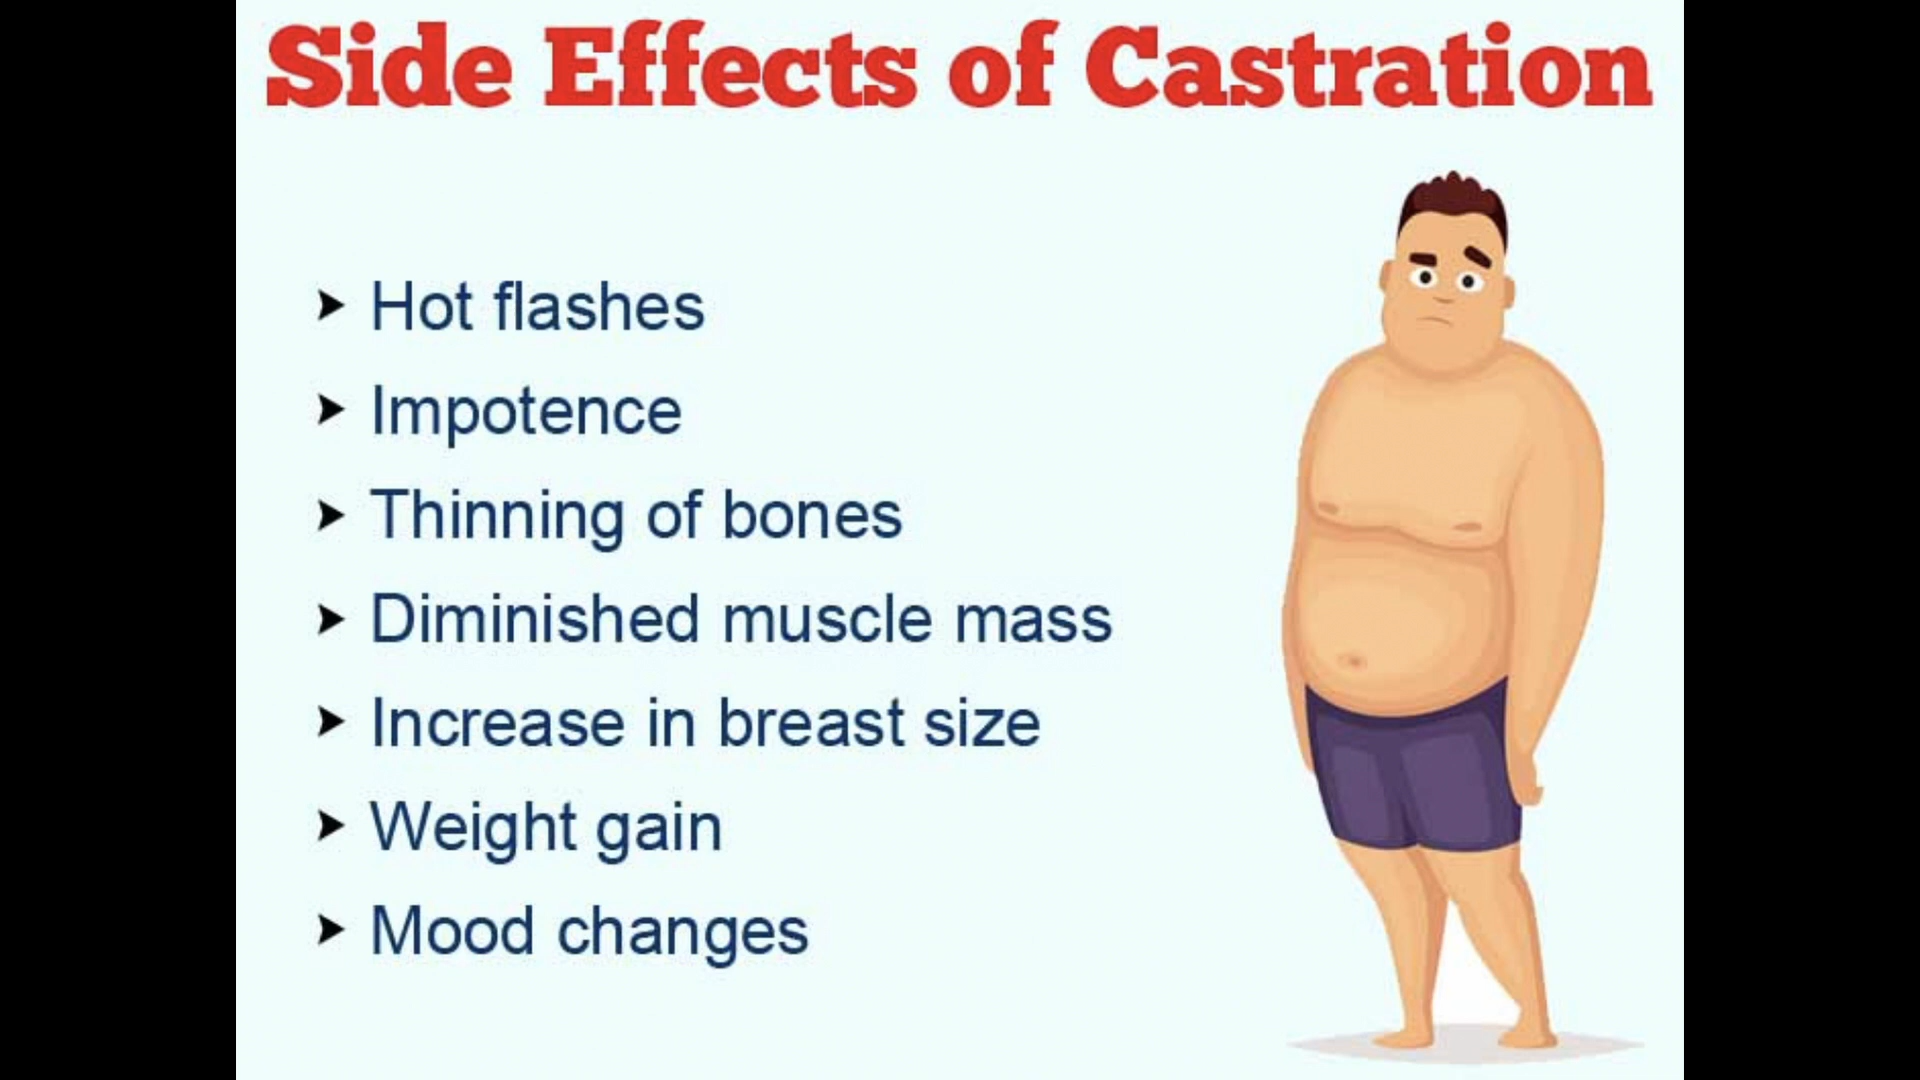 Side Effects of Castration
➤ Hot flashes
➤ Impotence
➤ Thinning of bones
➤ Diminished muscle mass
➤ Increase in breast size
➤ Weight gain
➤ Mood changes